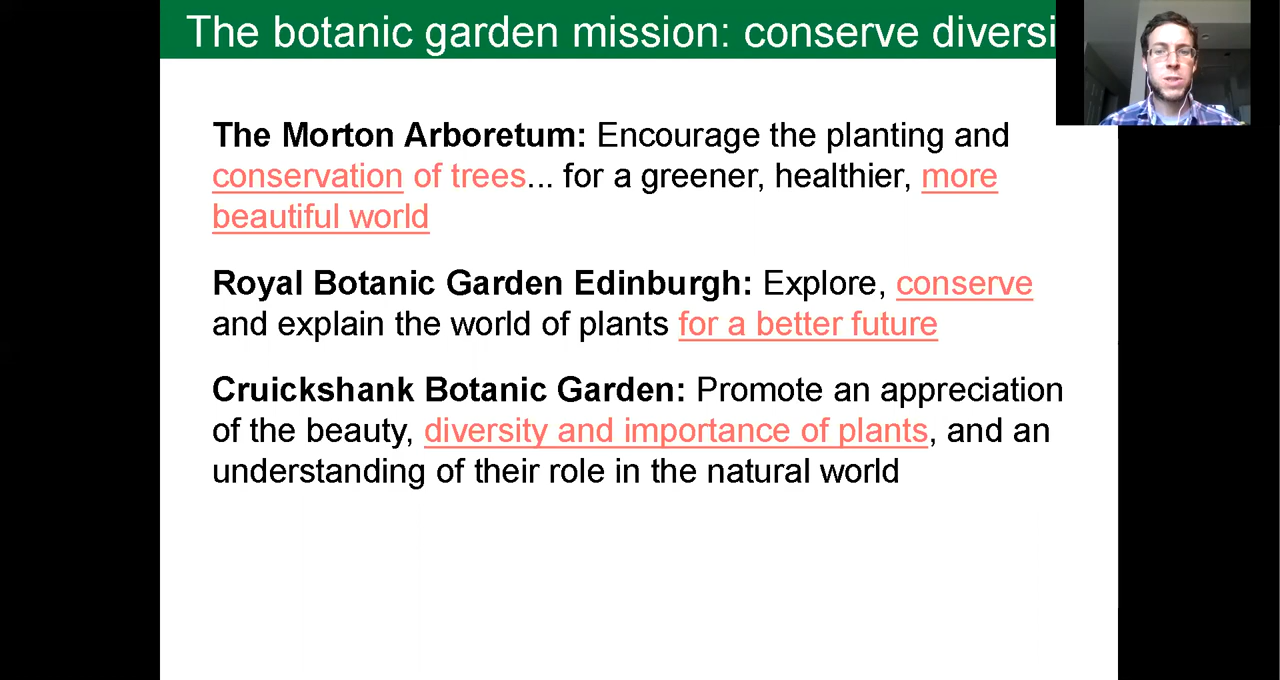 The botanic garden mission: conserve diversi
The Morton Arboretum: Encourage the planting and
conservation of trees... for a greener, healthier, more
beautiful world
Royal Botanic Garden Edinburgh: Explore, conserve
and explain the world of plants for a better future
Cruickshank Botanic Garden: Promote an appreciation
of the beauty, diversity and importance of plants, and an
understanding of their role in the natural world